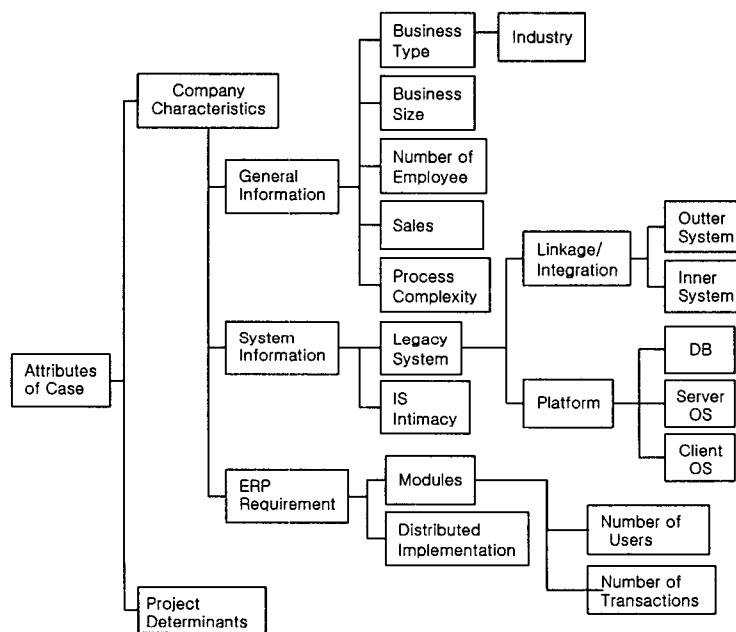 Business
Type
Industry
Company
Characteristics
Business
Size
General
Information
Number of
Employee
Sales
Process
Complexity
Linkage/
Integration
Outter
System
Inner
System
Attributes
of Case
System
Information
Legacy
System
IS
Intimacy
Platform
DB
Server
OS
Client
OS
ERP
Requirement
Modules
Distributed
Implementation
Number of
Users
Number of
Transactions
Project
Determinants